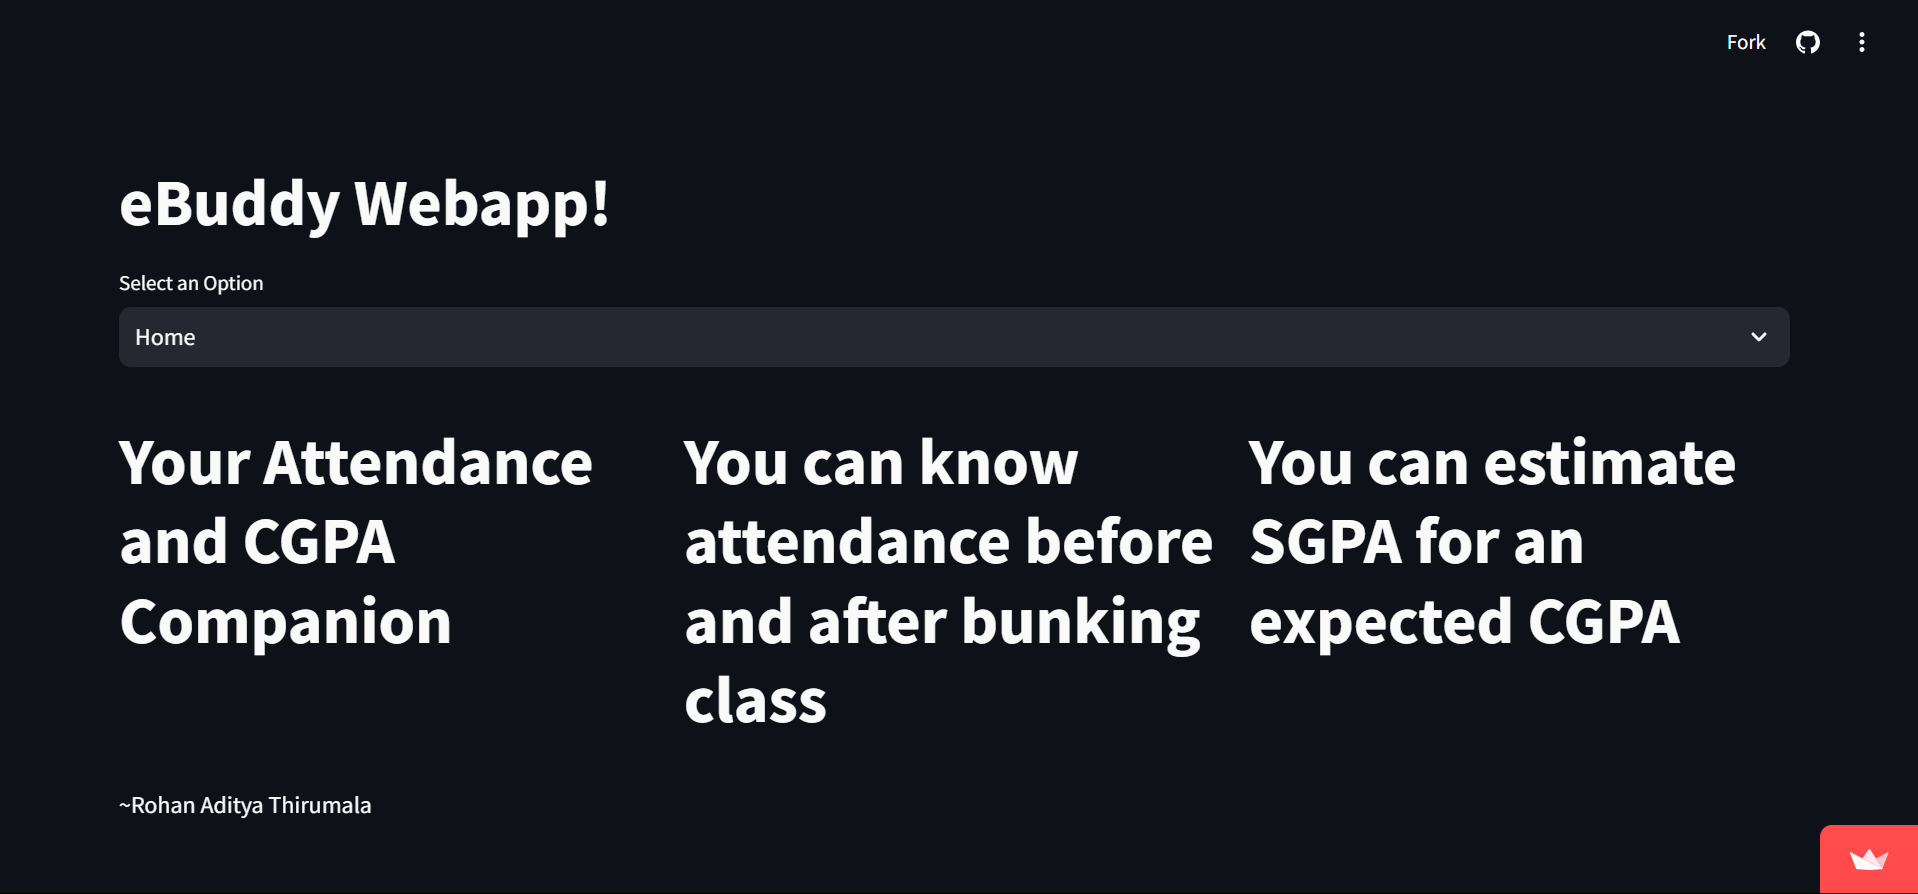 Fork
eBuddy Webapp!
Select an Option
Home
Your Attendance
and CGPA
Companion
You can know
attendance before
and after bunking
class
You can estimate
SGPA for an
expected CGPA
~Rohan Aditya Thirumala